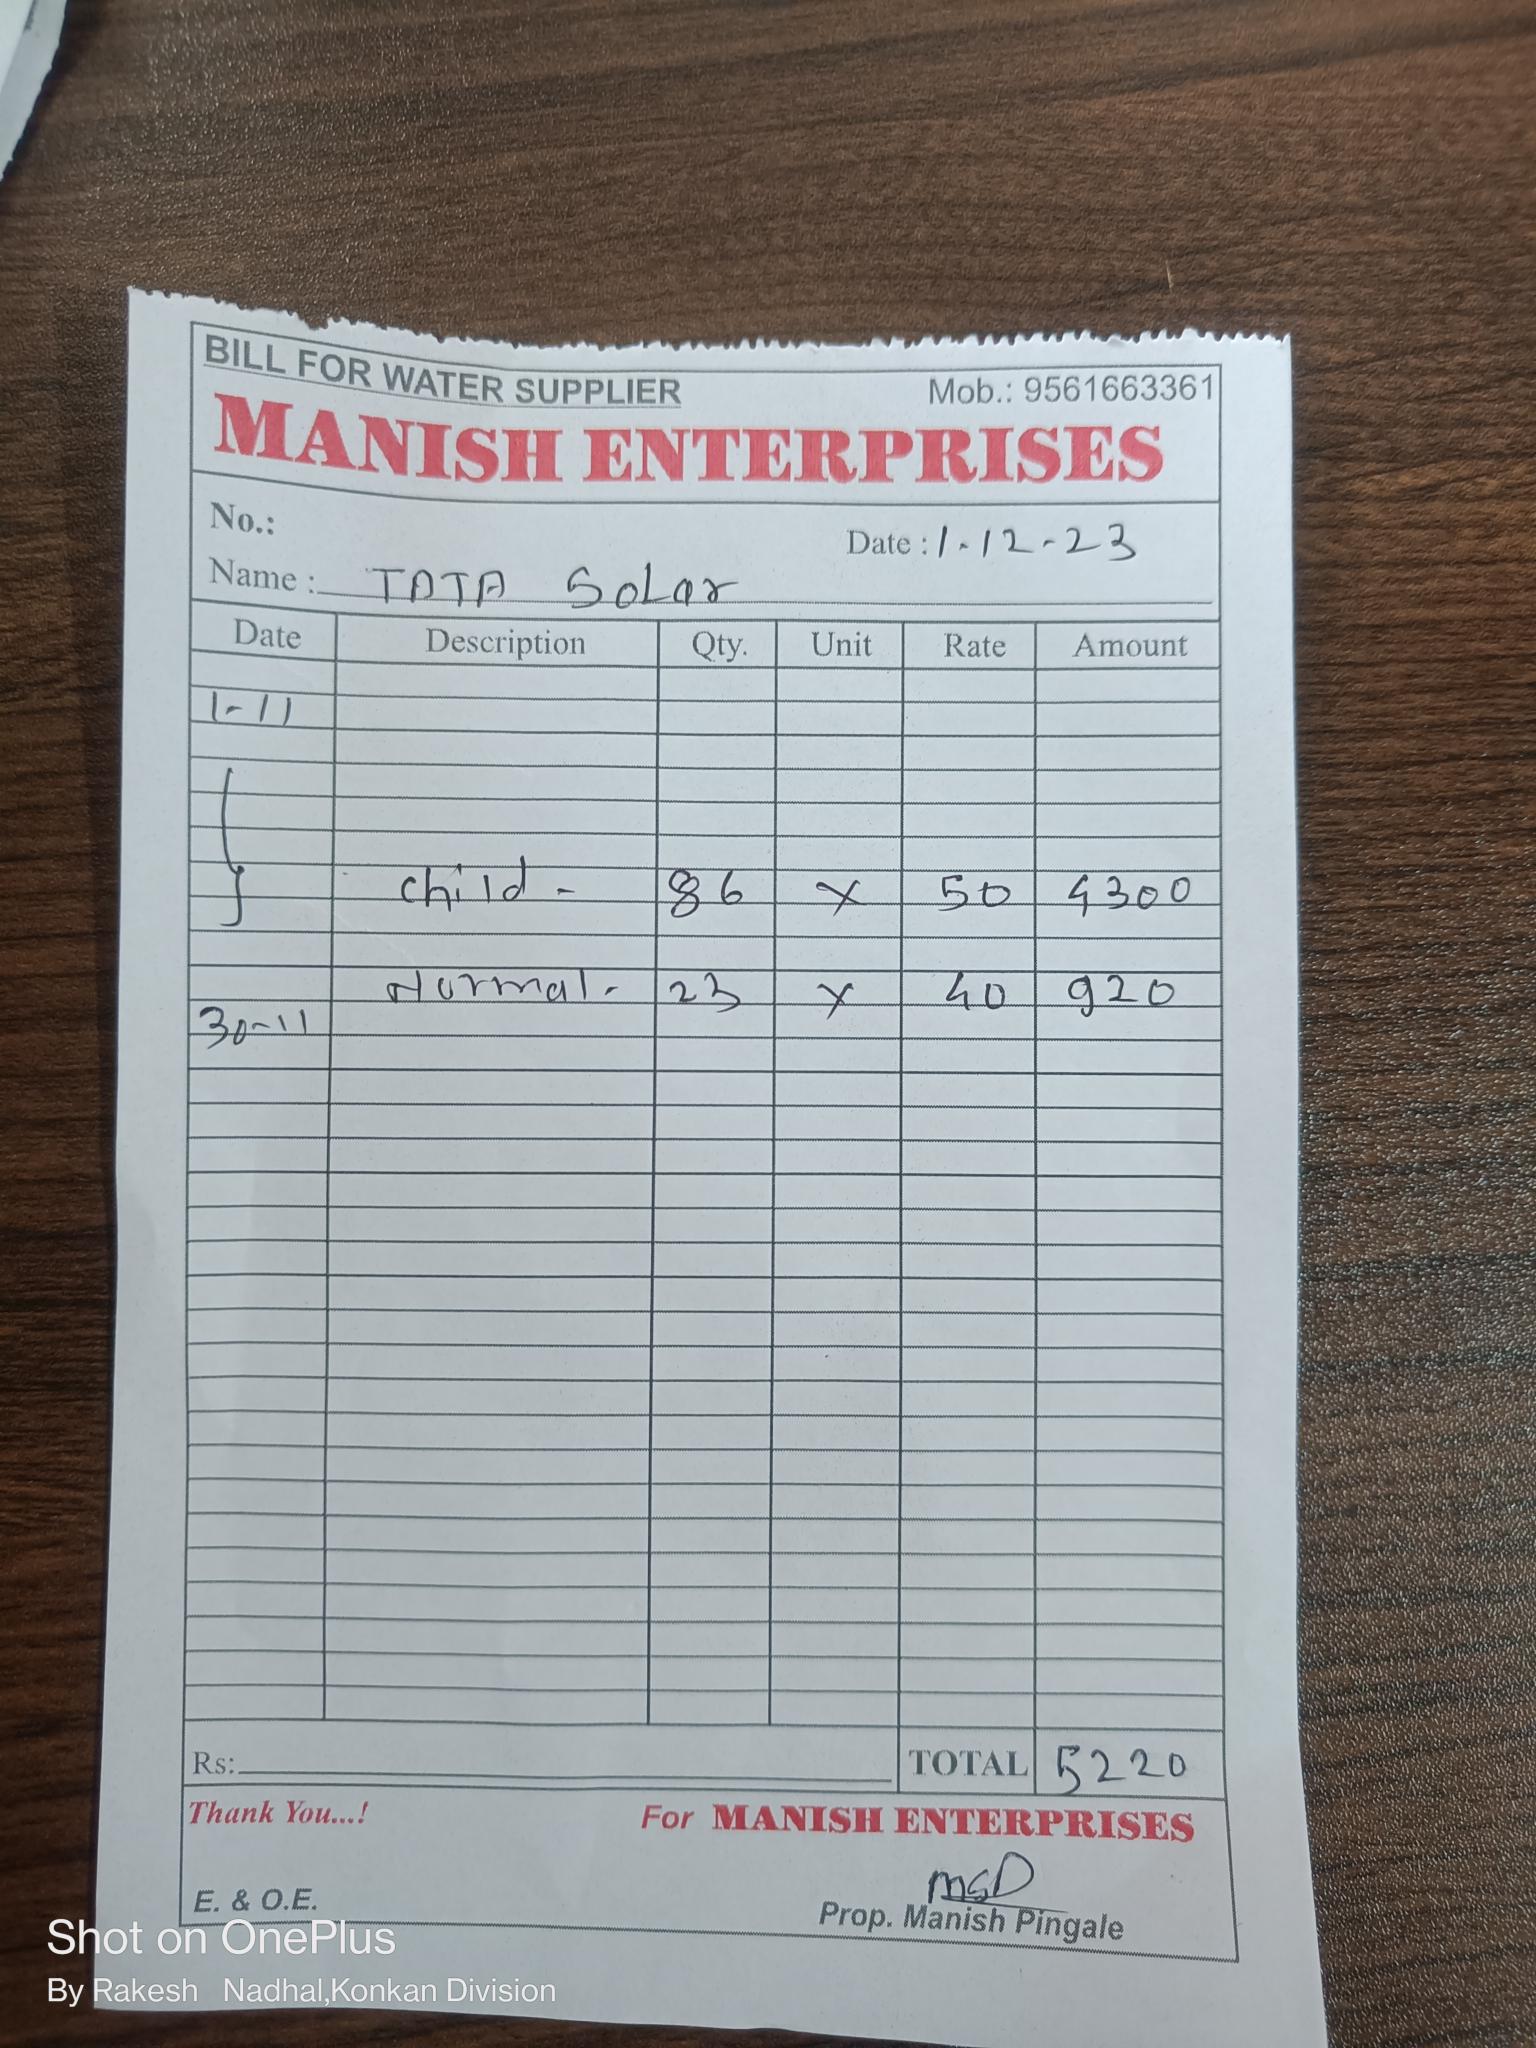 BILL FOR WATER SUPPLIER Mob.: 9561663361
MANISH ENTERPRISES
No.:
Date : 1-12-23
Name : TATA Solar
Date Description Qty. Unit Rate Amount
1-11
child - 86 x 50 4300
Normal - 23 x 40 920
30-11
Rs: TOTAL 5220
Thank You...! For MANISH ENTERPRISES
MSD
E. & O.E. Prop. Manish Pingale
Shot on OnePlus
By Rakesh Nadhal,Konkan Division